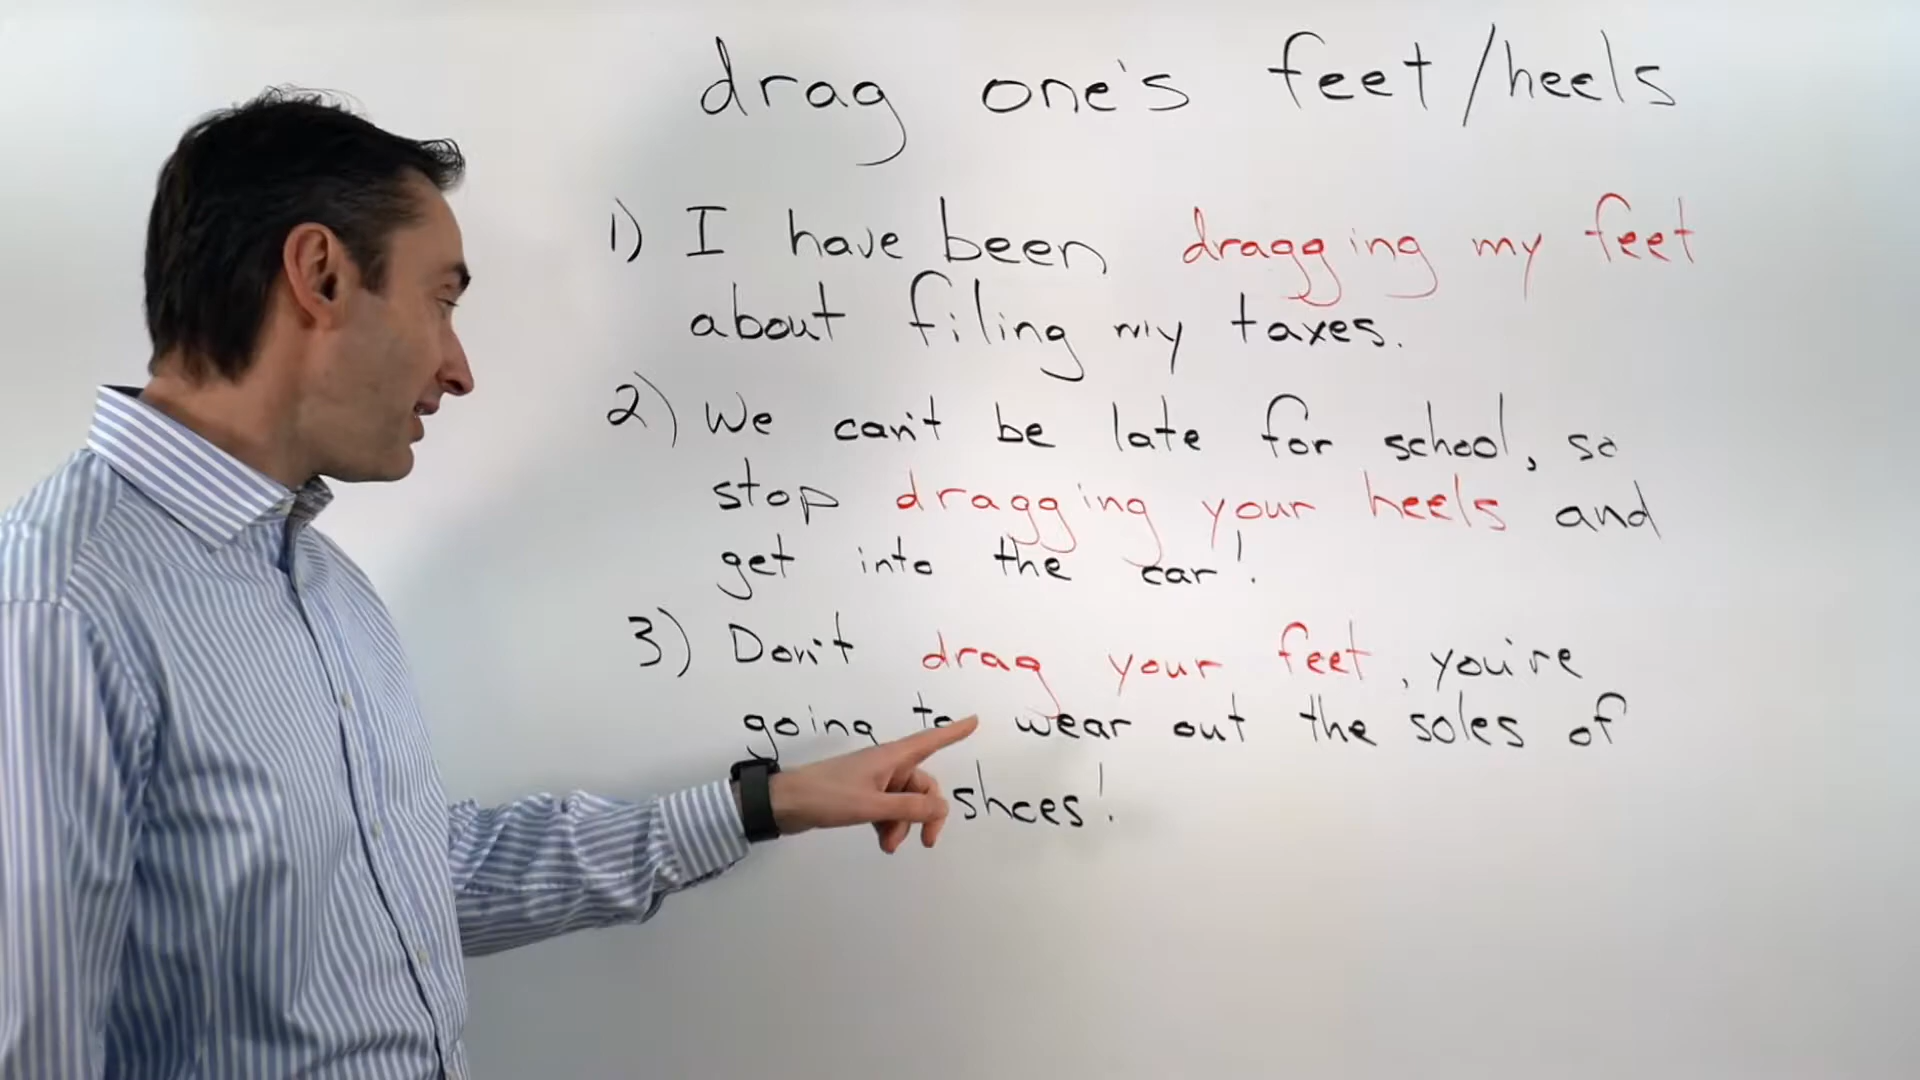 drag one's feet/heels
1) I have been dragging my feet
about filing my taxes.
2) We can't be late for school, so
stop dragging your heels and
get into the car!
3) Don't drag your feet, you're
going to wear out the soles of
shoes!